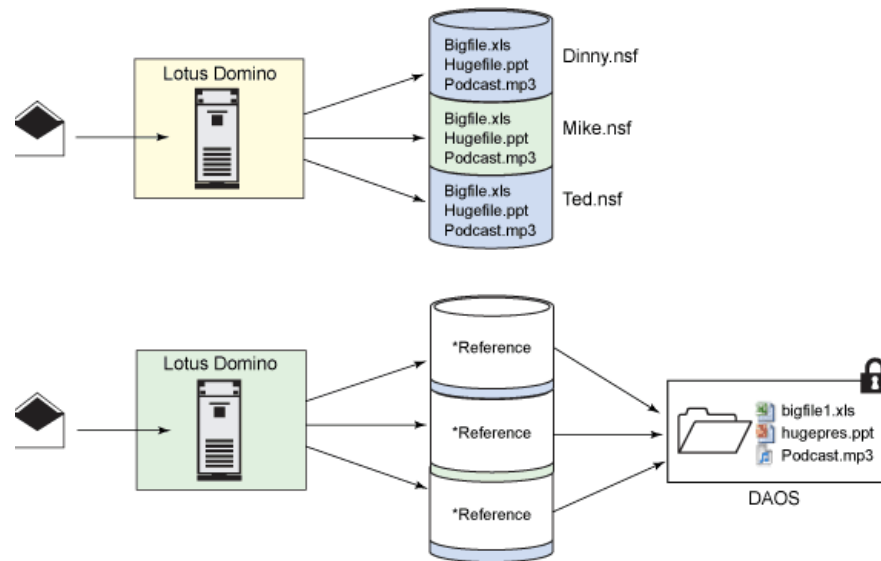 Lotus Domino
Bigfile.xls
Hugefile.ppt
Podcast.mp3
Dinny.nsf
Bigfile.xls
Hugefile.ppt
Podcast.mp3
Mike.nsf
Bigfile.xls
Hugefile.ppt
Podcast.mp3
Ted.nsf
Lotus Domino
*Reference
*Reference
*Reference
bigfile1.xls
hugepres.ppt
Podcast.mp3
DAOS